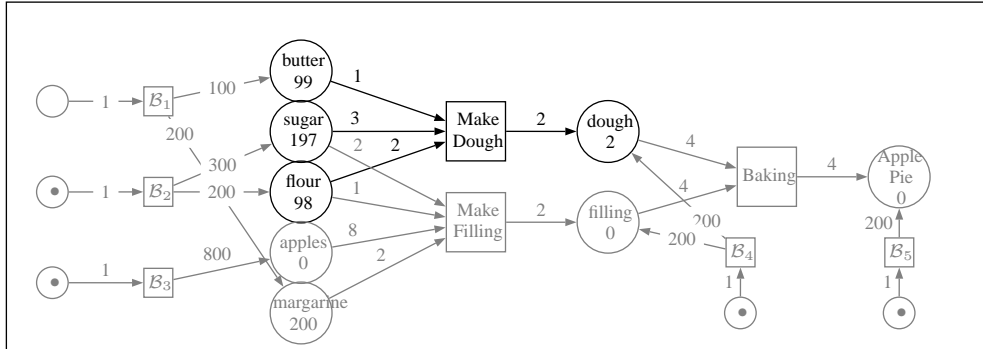 butter
99
1
100
1
B1
200
sugar
197
3
2
2
Make
Dough
2
dough
2
4
300
1
B2
200
flour
98
1
Make
Filling
2
filling
0
4
Baking
4
Apple
Pie
0
200
200
200
8
apples
0
800
1
B3
2
margarine
200
B4
1
B5
1